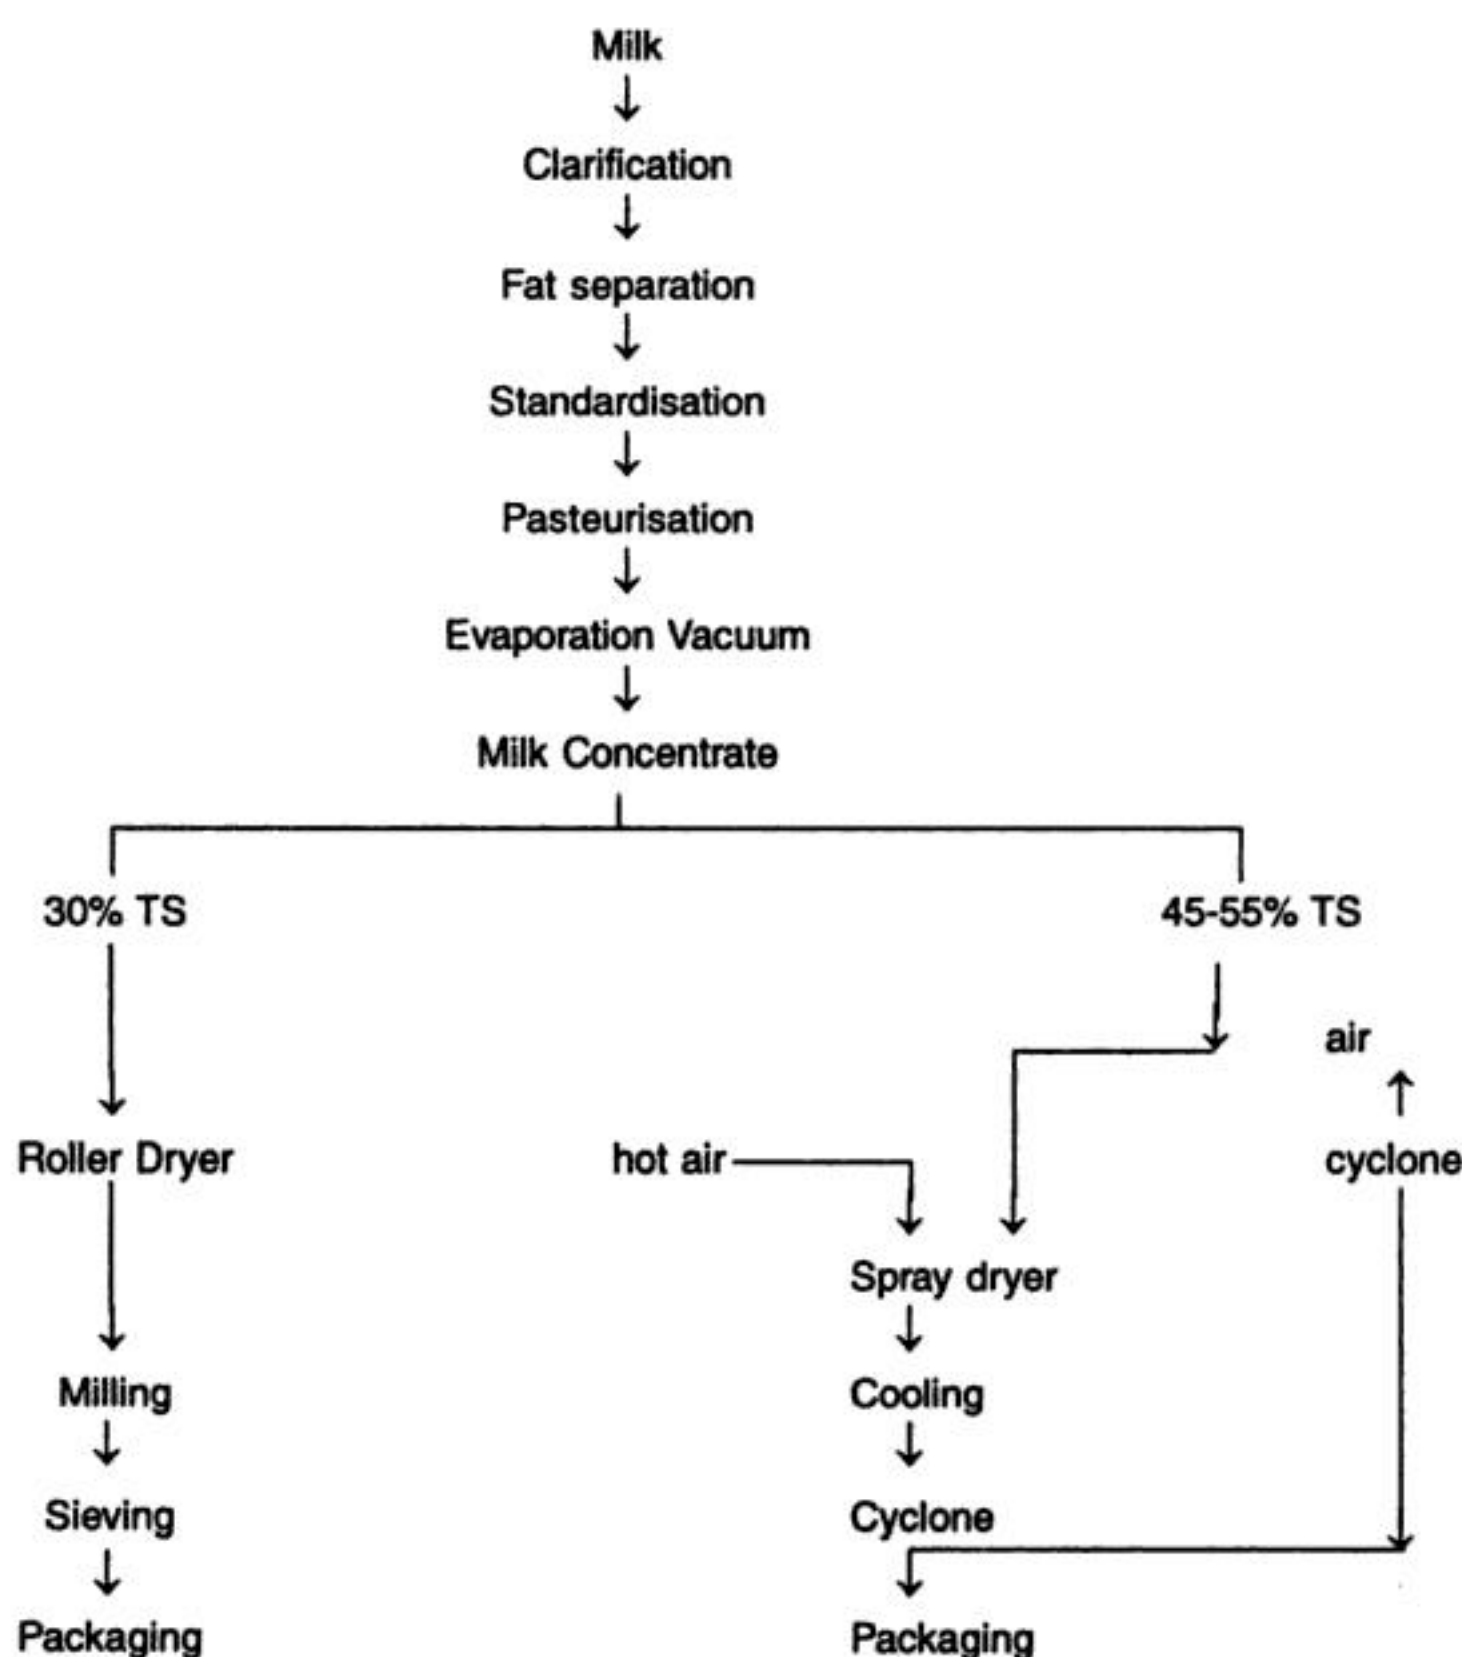 Milk
Clarification
Fat separation
Standardisation
Pasteurisation
Evaporation Vacuum
Milk Concentrate
30% TS
45-55% TS
air
Roller Dryer
hot air
cyclone
Spray dryer
Milling
Cooling
Sieving
Cyclone
Packaging
Packaging